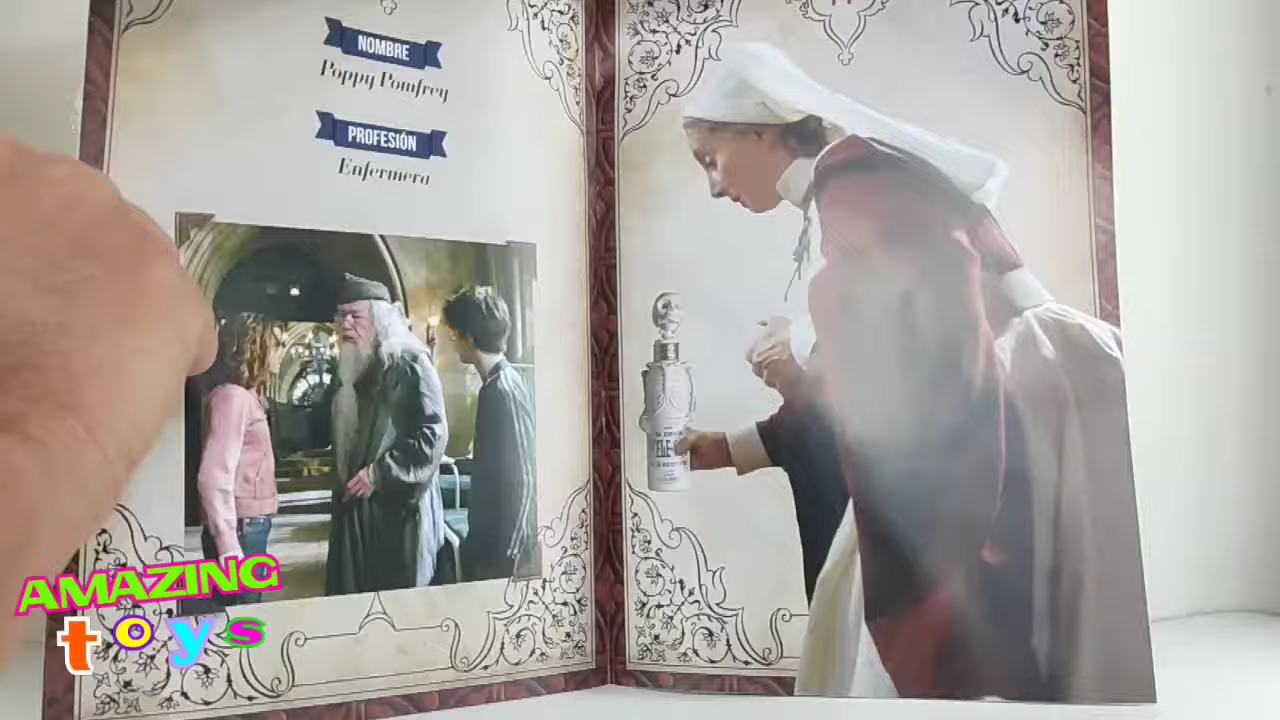 NOMBRE
Poppy Pomfrey
PROFESIÓN
Enfermera
AMAZING
toys